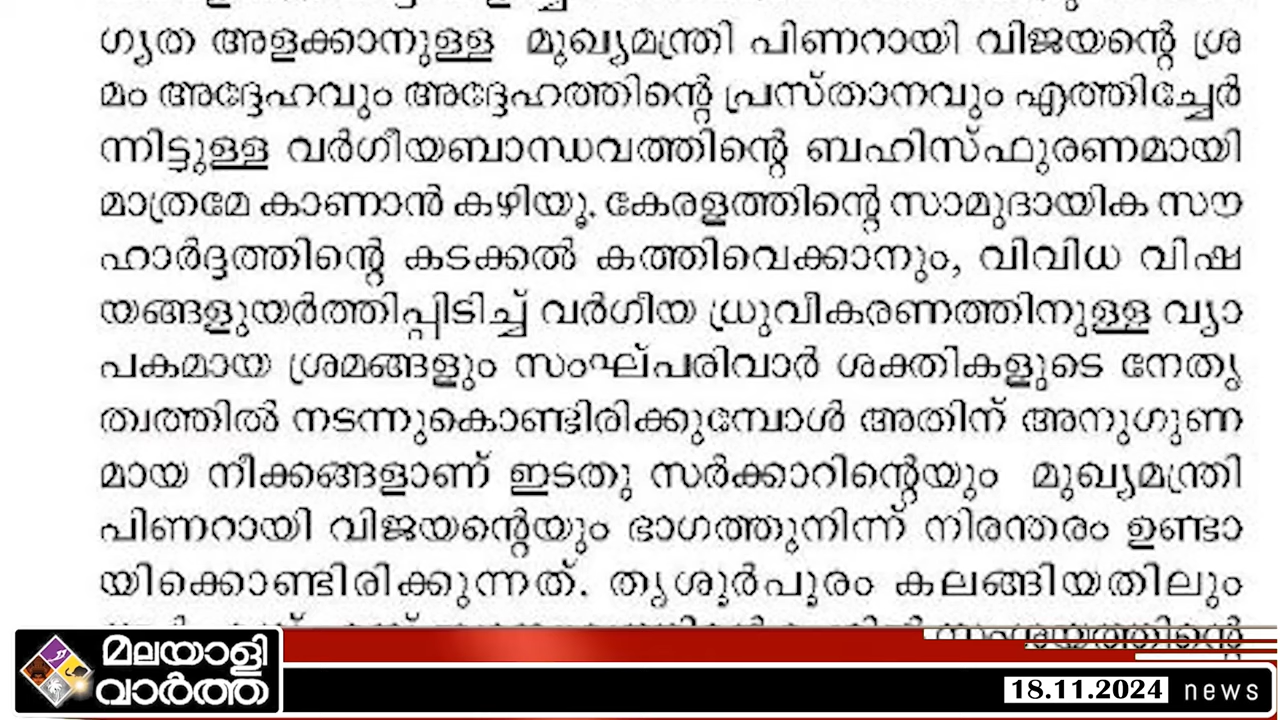 ഗ്യത അളക്കാനുള്ള മുഖ്യമന്ത്രി പിണറായി വിജയന്റെ ശ്ര
മം അദ്ദേഹവും അദ്ദേഹത്തിന്റെ പ്രസ്താനവും എത്തിച്ചേർ
ന്നിട്ടുള്ള വർഗീയബാന്ധവത്തിന്റെ ബഹിസ്ഫുരണമായി
മാത്രമേ കാണാൻ കഴിയൂ. കേരളത്തിന്റെ സാമുദായിക സൗ
ഹാർദ്ദത്തിന്റെ കടക്കൽ കത്തിവെക്കാനും, വിവിധ വിഷ
യങ്ങളുയർത്തിപ്പിടിച്ച് വർഗീയ ധ്രുവീകരണത്തിനുള്ള വ്യാ
പകമായ ശ്രമങ്ങളും സംഘ്പരിവാർ ശക്തികളുടെ നേതൃ
ത്വത്തിൽ നടന്നുകൊണ്ടിരിക്കുമ്പോൾ അതിന് അനുഗുണ
മായ നീക്കങ്ങളാണ് ഇടതു സർക്കാറിന്റെയും മുഖ്യമന്ത്രി
പിണറായി വിജയന്റെയും ഭാഗത്തുനിന്ന് നിരന്തരം ഉണ്ടാ
യിക്കൊണ്ടിരിക്കുന്നത്. തൃശൂർപൂരം കലങ്ങിയതിലും
മലയാളി
വാർത്ത
18.11.2024 news